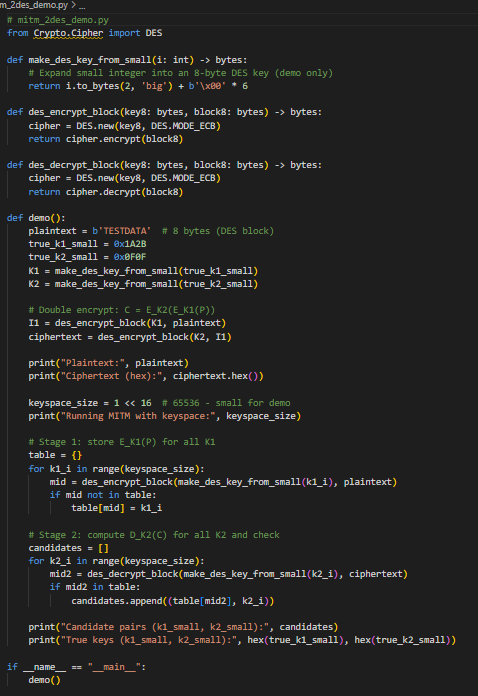 m_2des_demo.py > ...
# mitm_2des_demo.py
from Crypto.Cipher import DES
def make_des_key_from_small(i: int) -> bytes:
    # Expand small integer into an 8-byte DES key (demo only)
    return i.to_bytes(2, 'big') + b'\x00' * 6
def des_encrypt_block(key8: bytes, block8: bytes) -> bytes:
    cipher = DES.new(key8, DES.MODE_ECB)
    return cipher.encrypt(block8)
def des_decrypt_block(key8: bytes, block8: bytes) -> bytes:
    cipher = DES.new(key8, DES.MODE_ECB)
    return cipher.decrypt(block8)
def demo():
    plaintext = b'TESTDATA'  # 8 bytes (DES block)
    true_k1_small = 0x1A2B
    true_k2_small = 0x0F0F
    K1 = make_des_key_from_small(true_k1_small)
    K2 = make_des_key_from_small(true_k2_small)
    # Double encrypt: C = E_K2(E_K1(P))
    I1 = des_encrypt_block(K1, plaintext)
    ciphertext = des_encrypt_block(K2, I1)
    print("Plaintext:", plaintext)
    print("Ciphertext (hex):", ciphertext.hex())
    keyspace_size = 1 << 16  # 65536 - small for demo
    print("Running MITM with keyspace:", keyspace_size)
    # Stage 1: store E_K1(P) for all K1
    table = {}
    for k1_i in range(keyspace_size):
        mid = des_encrypt_block(make_des_key_from_small(k1_i), plaintext)
        if mid not in table:
            table[mid] = k1_i
    # Stage 2: compute D_K2(C) for all K2 and check
    candidates = []
    for k2_i in range(keyspace_size):
        mid2 = des_decrypt_block(make_des_key_from_small(k2_i), ciphertext)
        if mid2 in table:
            candidates.append((table[mid2], k2_i))
    print("Candidate pairs (k1_small, k2_small):", candidates)
    print("True keys (k1_small, k2_small):", hex(true_k1_small), hex(true_k2_small))
if __name__ == "__main__":
    demo()